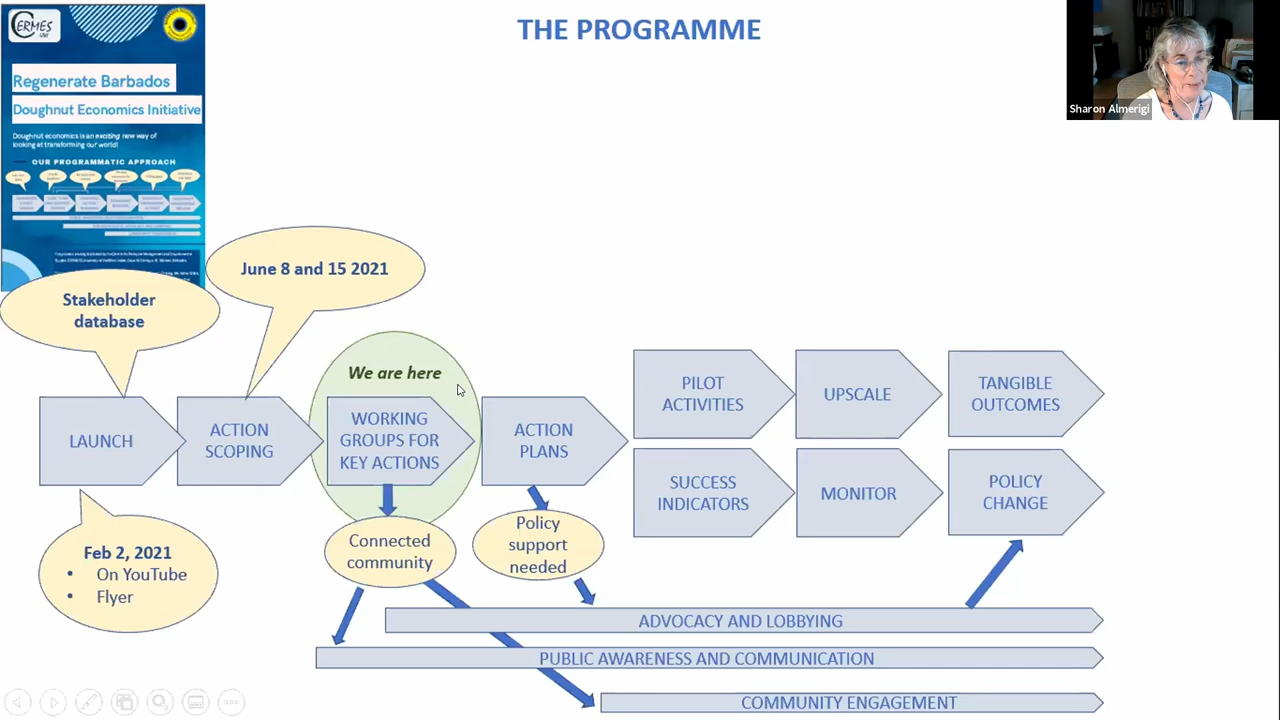 THE PROGRAMME
Sharon Almerigi
CERMES
UWI
Regenerate Barbados
Doughnut Economics Initiative
Doughnut economics is an exciting new way of
looking at transforming our world!
OUR PROGRAMMATIC APPROACH
Stakeholder
database
June 8 and 15 2021
We are here
LAUNCH
ACTION
SCOPING
WORKING
GROUPS FOR
KEY ACTIONS
ACTION
PLANS
PILOT
ACTIVITIES
UPSCALE
TANGIBLE
OUTCOMES
SUCCESS
INDICATORS
MONITOR
POLICY
CHANGE
Feb 2, 2021
• On YouTube
• Flyer
Connected
community
Policy
support
needed
ADVOCACY AND LOBBYING
PUBLIC AWARENESS AND COMMUNICATION
COMMUNITY ENGAGEMENT